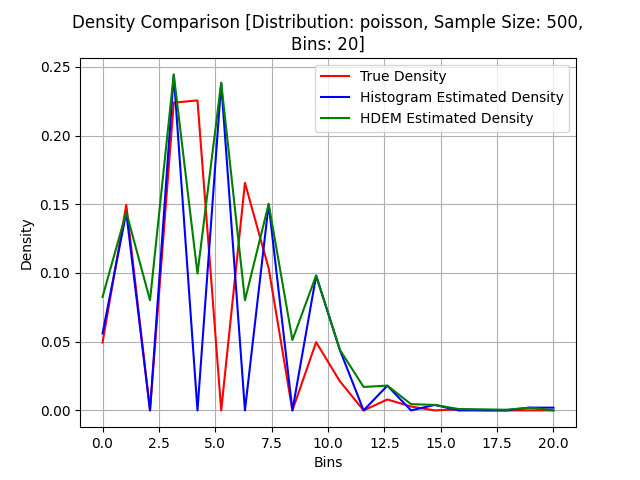 Density Comparison [Distribution: poisson, Sample Size: 500,
Bins: 20]
True Density
Histogram Estimated Density
HDEM Estimated Density
Density
0.25
0.20
0.15
0.10
0.05
0.00
0.0 2.5 5.0 7.5 10.0 12.5 15.0 17.5 20.0
Bins